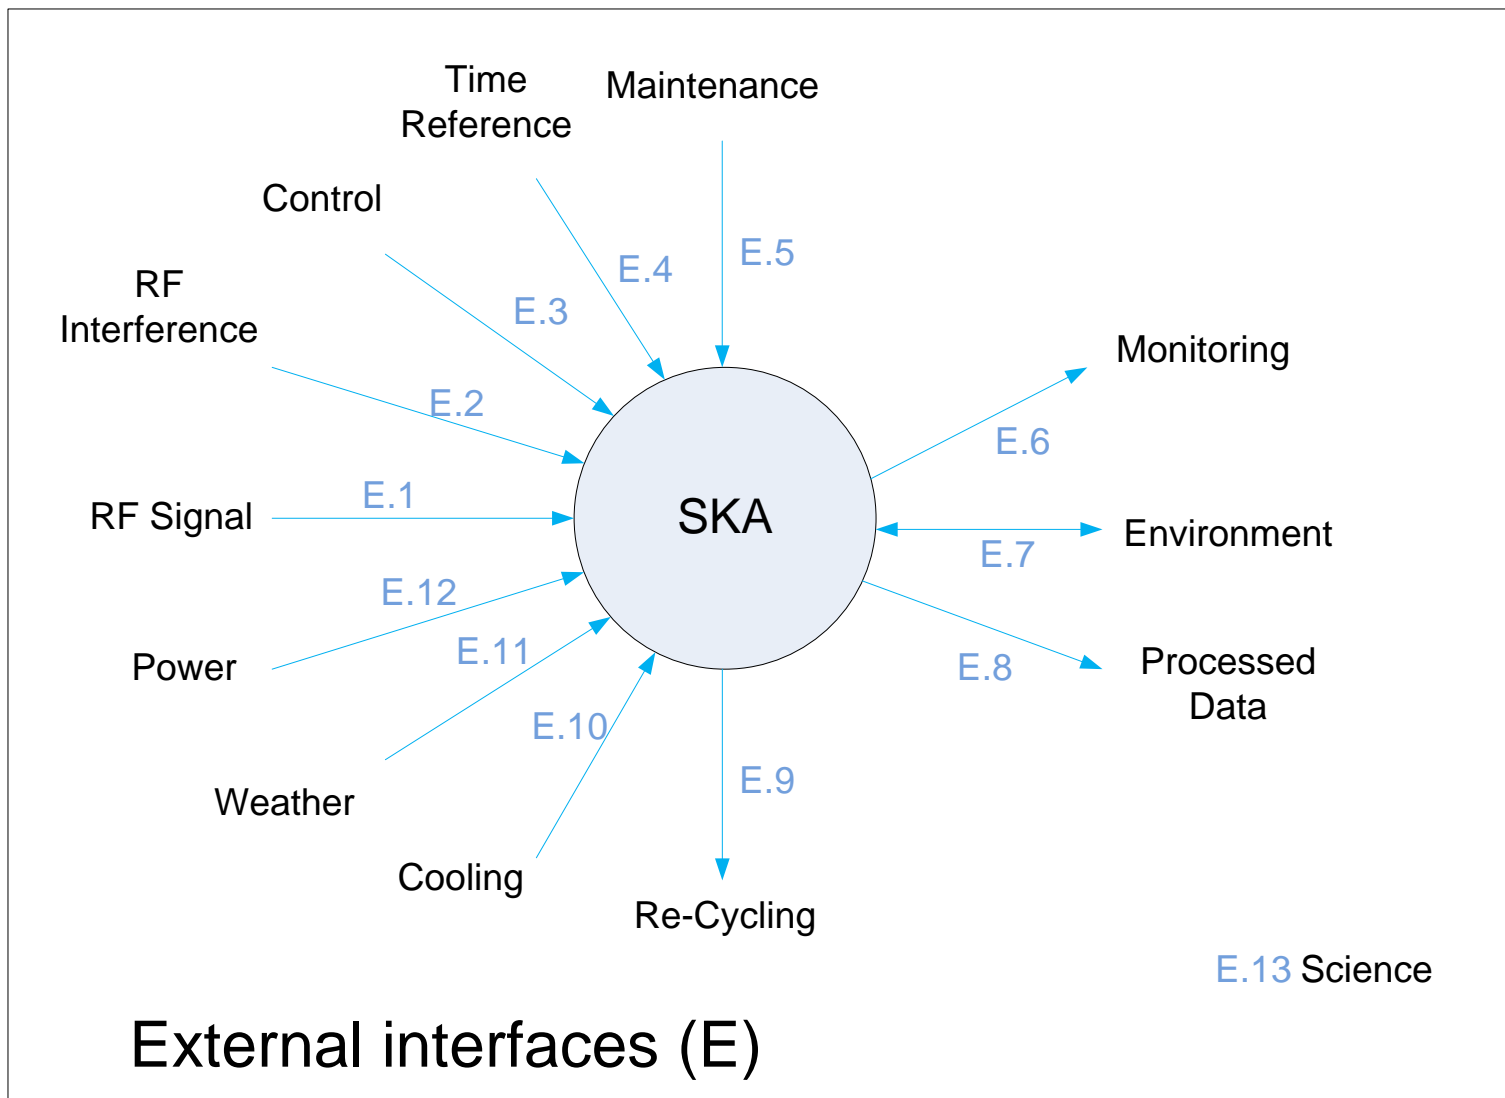 Time
Reference
Maintenance
Control
E.5
E.4
RF
Interference
E.3
Monitoring
E.2
E.6
RF Signal
E.1
SKA
Environment
E.7
E.12
Power
E.11
E.8
Processed
Data
E.10
Weather
E.9
Cooling
Re-Cycling
E.13 Science
External interfaces (E)